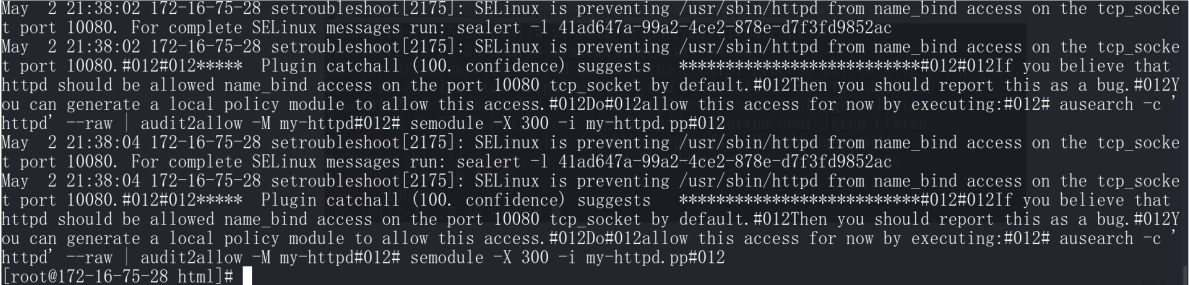 May  2 21:38:02 172-16-75-28 setroubleshoot[2175]: SELinux is preventing /usr/sbin/httpd from name_bind access on the tcp_socke
t port 10080. For complete SELinux messages run: sealert -l 41ad647a-99a2-4ce2-878e-d7f3fd9852ac
May  2 21:38:02 172-16-75-28 setroubleshoot[2175]: SELinux is preventing /usr/sbin/httpd from name_bind access on the tcp_socke
t port 10080.#012#012*****  Plugin catchall (100. confidence) suggests   **************************#012#012If you believe that
httpd should be allowed name_bind access on the port 10080 tcp_socket by default.#012Then you should report this as a bug.#012Y
ou can generate a local policy module to allow this access.#012Do#012allow this access for now by executing:#012# ausearch -c '
httpd' --raw | audit2allow -M my-httpd#012# semodule -X 300 -i my-httpd.pp#012
May  2 21:38:04 172-16-75-28 setroubleshoot[2175]: SELinux is preventing /usr/sbin/httpd from name_bind access on the tcp_socke
t port 10080. For complete SELinux messages run: sealert -l 41ad647a-99a2-4ce2-878e-d7f3fd9852ac
May  2 21:38:04 172-16-75-28 setroubleshoot[2175]: SELinux is preventing /usr/sbin/httpd from name_bind access on the tcp_socke
t port 10080.#012#012*****  Plugin catchall (100. confidence) suggests   **************************#012#012If you believe that
httpd should be allowed name_bind access on the port 10080 tcp_socket by default.#012Then you should report this as a bug.#012Y
ou can generate a local policy module to allow this access.#012Do#012allow this access for now by executing:#012# ausearch -c '
httpd' --raw | audit2allow -M my-httpd#012# semodule -X 300 -i my-httpd.pp#012
[root@172-16-75-28 html]#